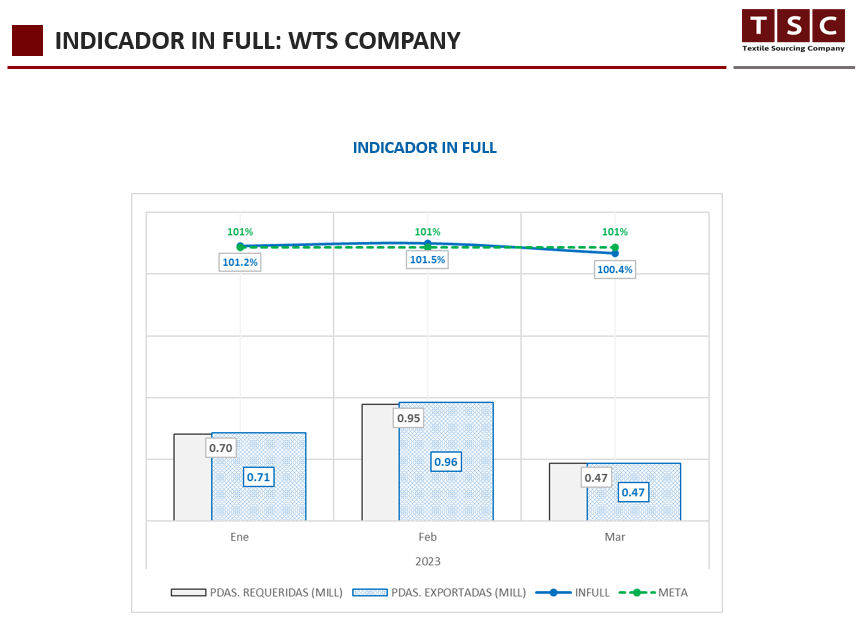 INDICADOR IN FULL: WTS COMPANY
TSC
Textile Sourcing Company
INDICADOR IN FULL
101% 101% 101%
101.2% 101.5% 100.4%
0.70 0.95 0.47
0.71 0.96 0.47
Ene Feb Mar
2023
PDAS. REQUERIDAS (MILL) PDAS. EXPORTADAS (MILL) INFULL META